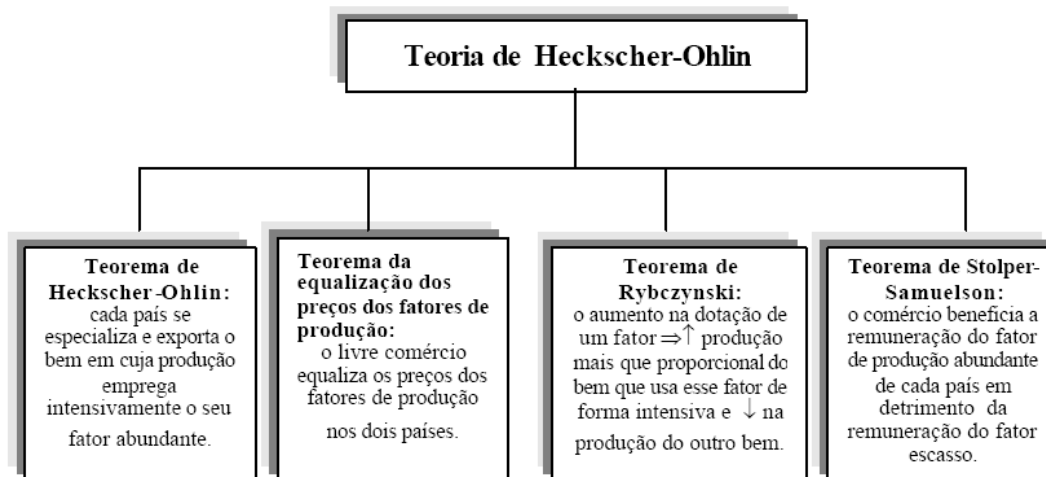 Teoria de Heckscher-Ohlin
Teorema de
Heckscher-Ohlin:
cada país se
especializa e exporta o
bem em cuja produção
emprega
intensivamente o seu
fator abundante.
Teorema da
equalização dos
preços dos fatores de
produção:
o livre comércio
equaliza os preços dos
fatores de produção
nos dois países.
Teorema de
Rybczynski:
o aumento na dotação de
um fator ⇒↑ produção
mais que proporcional do
bem que usa esse fator de
forma intensiva e ↓ na
produção do outro bem.
Teorema de Stolper-
Samuelson:
o comércio beneficia a
remuneração do fator
de produção abundante
de cada país em
detrimento da
remuneração do fator
escasso.